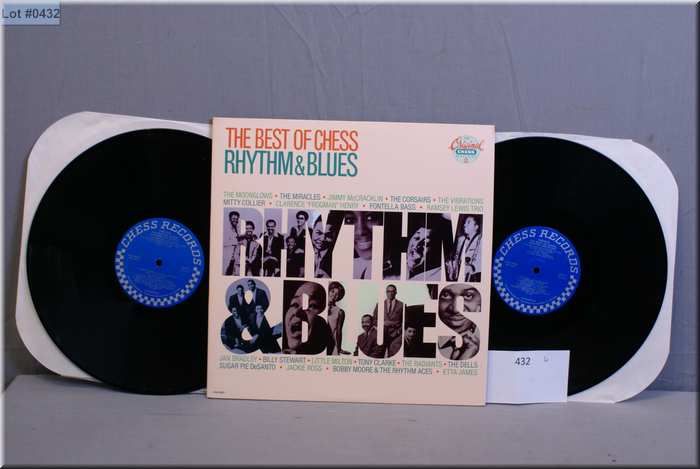 Lot #0432
THE BEST OF CHESS
RHYTHM & BLUES
Original
CHESS
THE MOONGLOWS • THE MIRACLES • JIMMY McCRACKLIN • THE CORSAIRS • THE VIBRATIONS
MITTY COLLIER • CLARENCE "FROGMAN" HENRY • FONTELLA BASS • RAMSEY LEWIS TRIO
RHYTHM
& BLUES
JAN BRADLEY • BILLY STEWART • LITTLE MILTON • TONY CLARKE • THE RADIANTS • THE DELLS
SUGAR PIE DeSANTO • JACKIE ROSS • BOBBY MOORE & THE RHYTHM ACES • ETTA JAMES
CHESS RECORDS
CHESS RECORDS
432